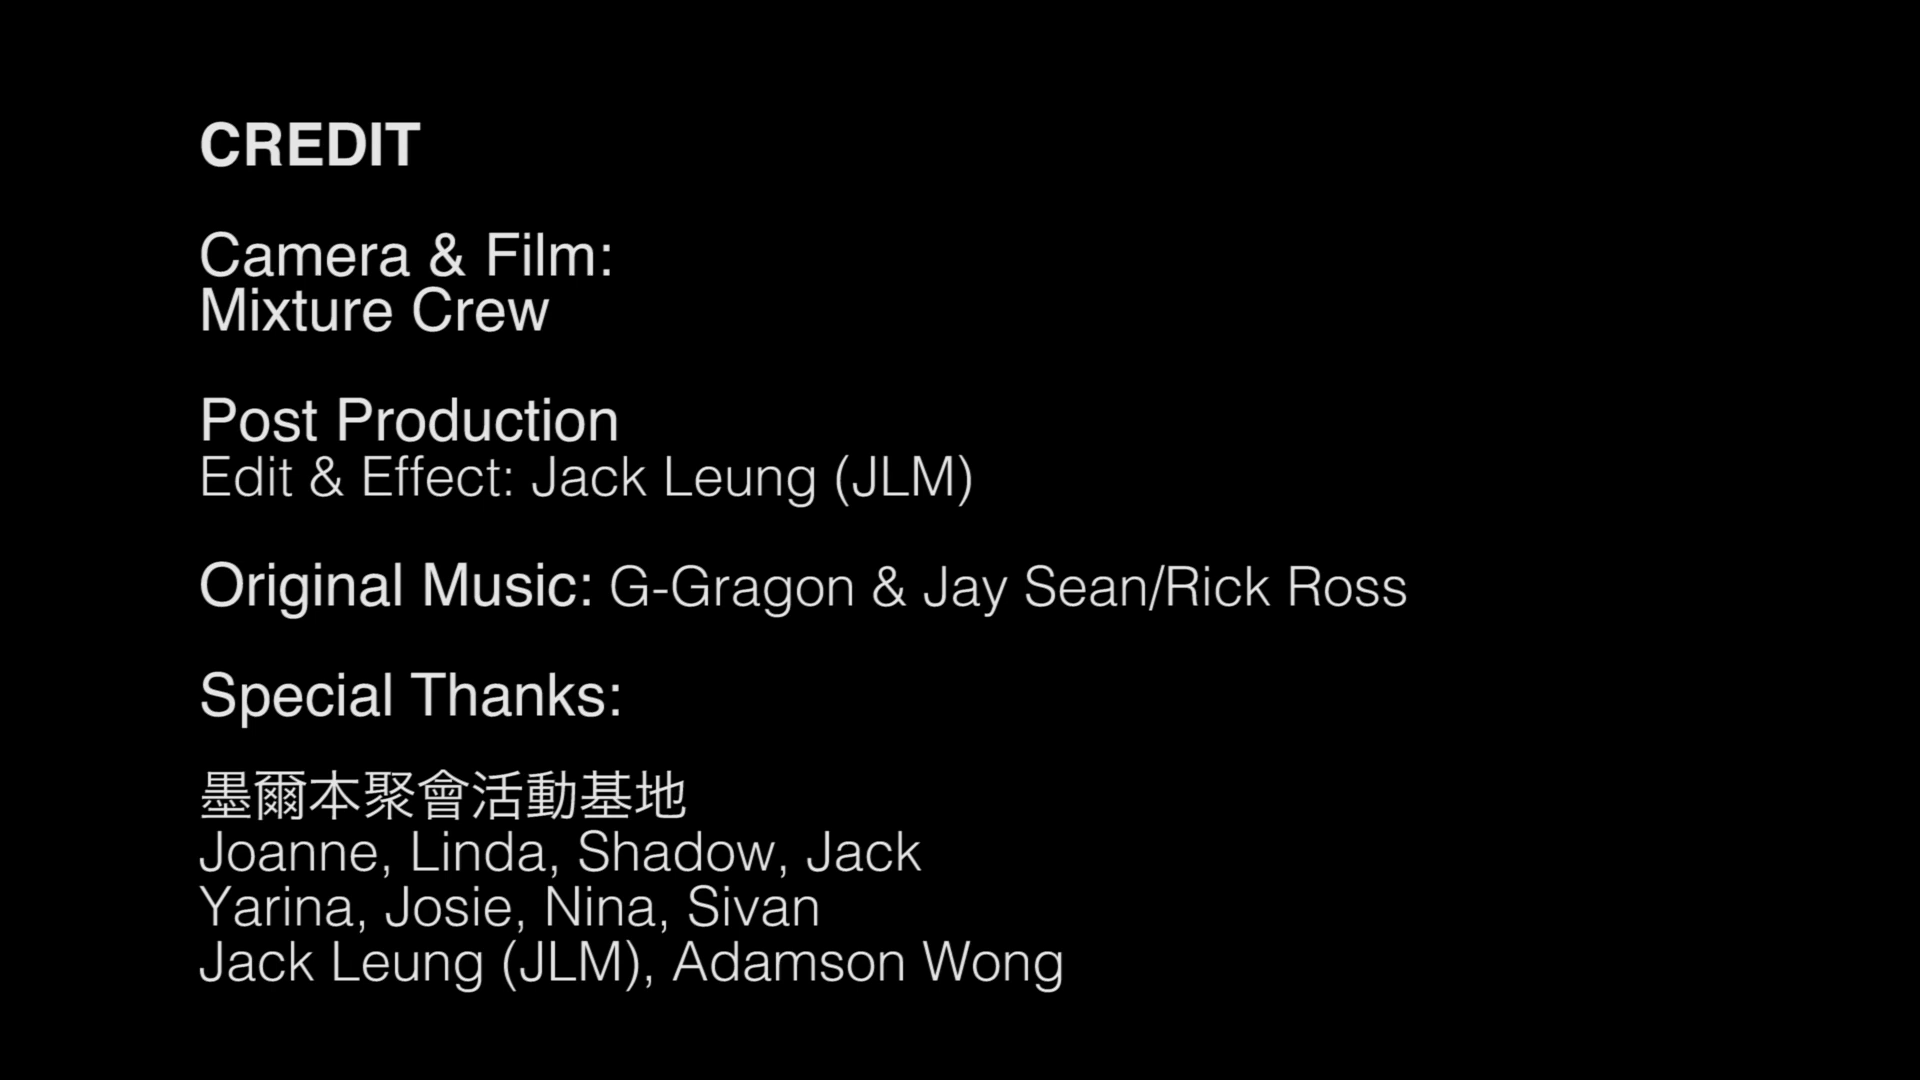 CREDIT
Camera & Film:
Mixture Crew
Post Production
Edit & Effect: Jack Leung (JLM)
Original Music: G-Gragon & Jay Sean/Rick Ross
Special Thanks:
墨爾本聚會活動基地
Joanne, Linda, Shadow, Jack
Yarina, Josie, Nina, Sivan
Jack Leung (JLM), Adamson Wong